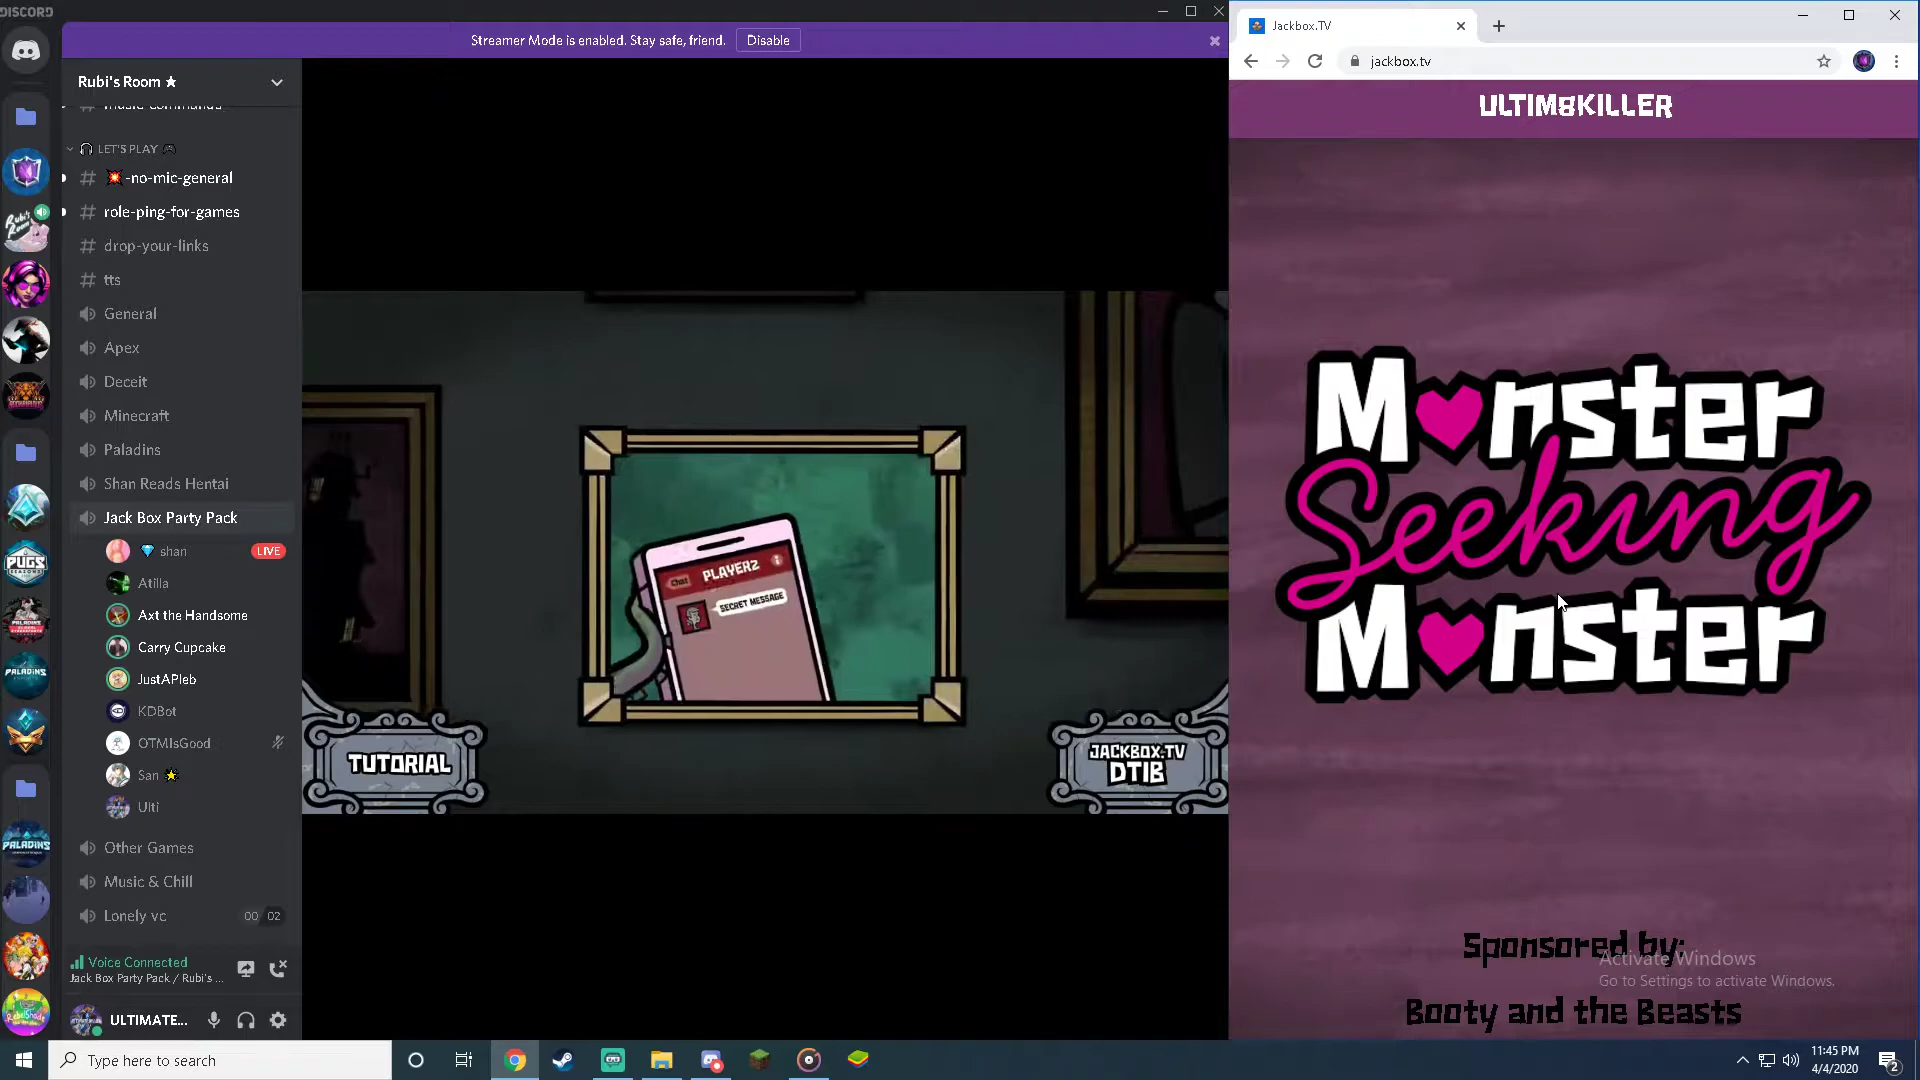 DISCORD
Streamer Mode is enabled. Stay safe, friend.
Disable
Rubi's Room ★
music-commands
LET'S PLAY
# 💥-no-mic-general
# role-ping-for-games
# drop-your-links
# tts
General
Apex
Deceit
Minecraft
Paladins
Shan Reads Hentai
Jack Box Party Pack
💎 shan
LIVE
Atilla
Axt the Handsome
Carry Cupcake
JustAPleb
KDBot
OTMIsGood
San ⭐
Ulti
Other Games
Music & Chill
Lonely vc
00 02
Voice Connected
Jack Box Party Pack / Rubi's ...
ULTIMATE...
Chat
PLAYER2
SECRET MESSAGE
TUTORIAL
JACKBOX.TV
DTIB
Jackbox.TV
jackbox.tv
ULTIM8KILLER
Monster
Seeking
Monster
Sponsored by:
Booty and the Beasts
Activate Windows
Go to Settings to activate Windows.
Type here to search
11:45 PM
4/4/2020
2